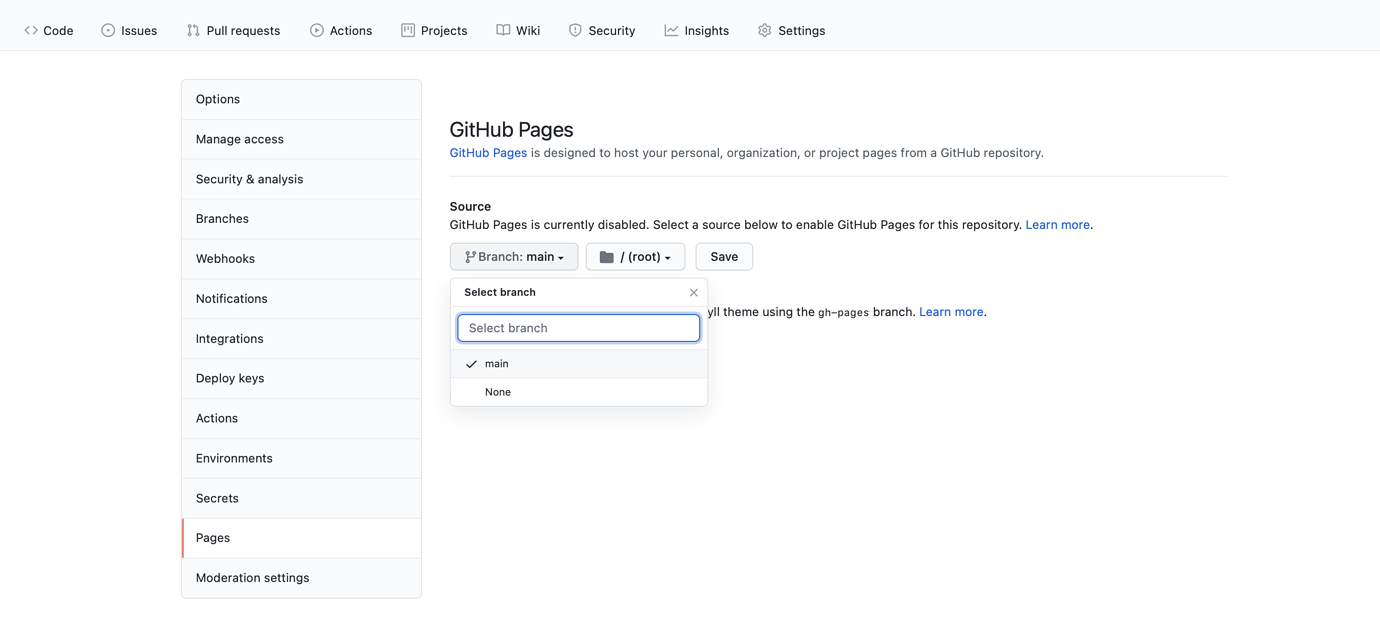 Code Issues Pull requests Actions Projects Wiki Security Insights Settings
Options
Manage access
Security & analysis
Branches
Webhooks
Notifications
Integrations
Deploy keys
Actions
Environments
Secrets
Pages
Moderation settings
GitHub Pages
GitHub Pages is designed to host your personal, organization, or project pages from a GitHub repository.
Source
GitHub Pages is currently disabled. Select a source below to enable GitHub Pages for this repository. Learn more.
Branch: main / (root) Save
Select branch
yll theme using the gh-pages branch. Learn more.
Select branch
main
None